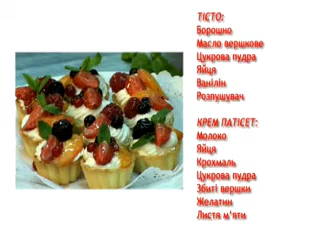 ТІСТО:
Борошно
Масло вершкове
Цукрова пудра
Яйця
Ванілін
Розпушувач
КРЕМ ПАТІСЕТ:
Молоко
Яйця
Крохмаль
Цукрова пудра
Збиті вершки
Желатин
Листя м'яти